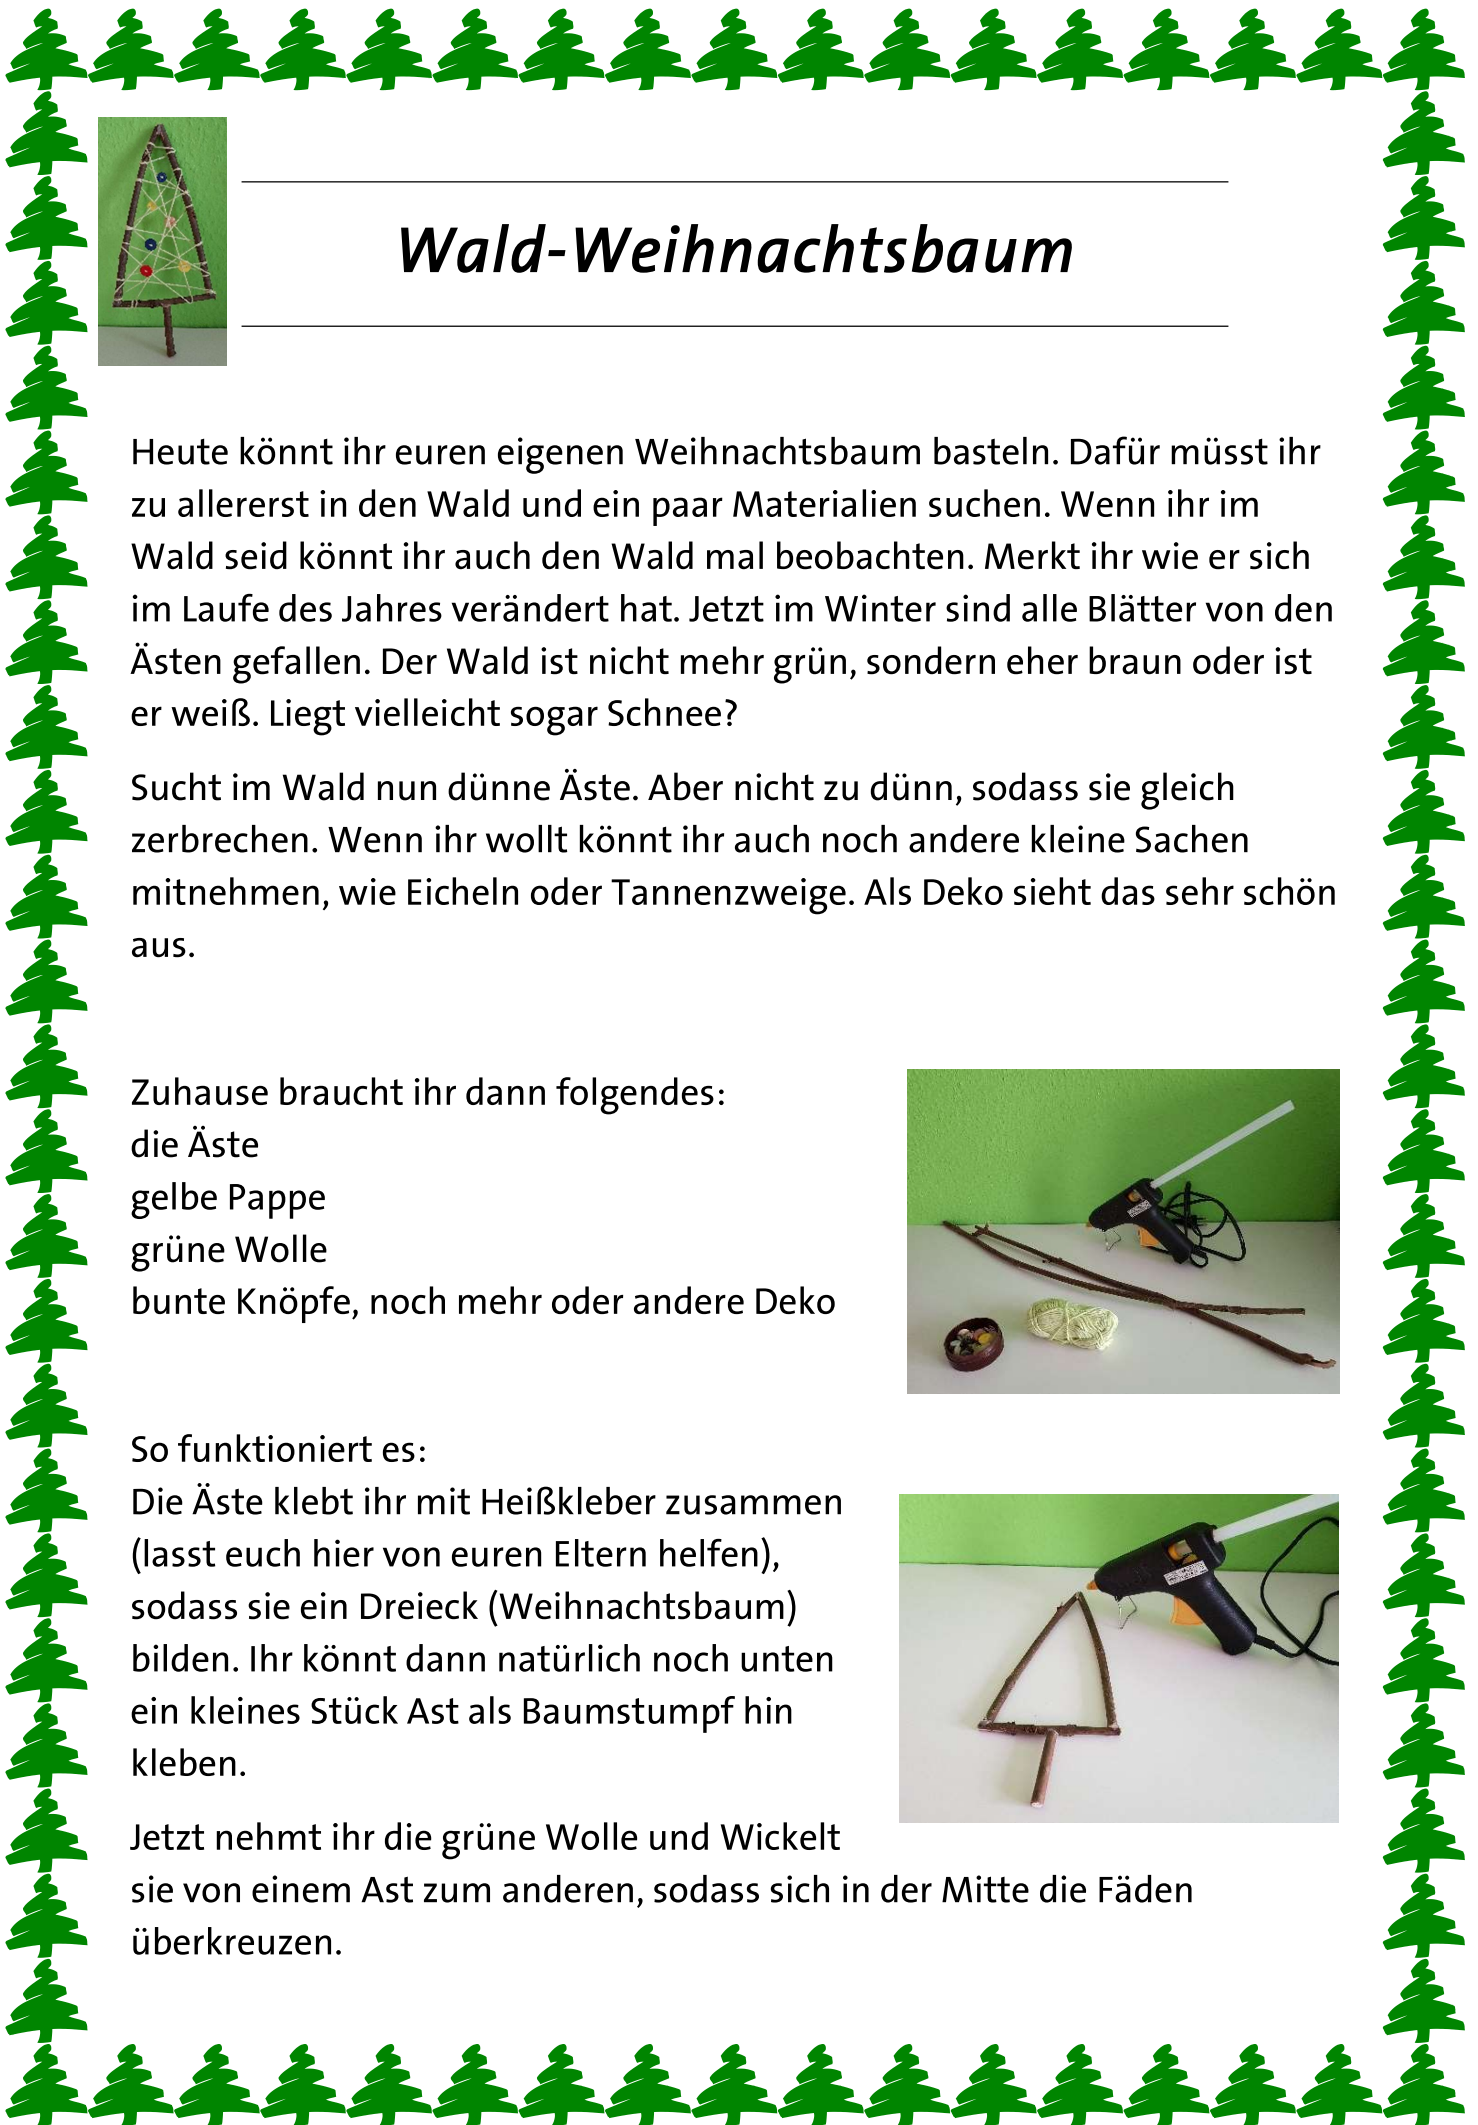 Wald-Weihnachtsbaum
Heute könnt ihr euren eigenen Weihnachtsbaum basteln. Dafür müsst ihr
zu allererst in den Wald und ein paar Materialien suchen. Wenn ihr im
Wald seid könnt ihr auch den Wald mal beobachten. Merkt ihr wie er sich
im Laufe des Jahres verändert hat. Jetzt im Winter sind alle Blätter von den
Ästen gefallen. Der Wald ist nicht mehr grün, sondern eher braun oder ist
er weiß. Liegt vielleicht sogar Schnee?
Sucht im Wald nun dünne Äste. Aber nicht zu dünn, sodass sie gleich
zerbrechen. Wenn ihr wollt könnt ihr auch noch andere kleine Sachen
mitnehmen, wie Eicheln oder Tannenzweige. Als Deko sieht das sehr schön
aus.
Zuhause braucht ihr dann folgendes:
die Äste
gelbe Pappe
grüne Wolle
bunte Knöpfe, noch mehr oder andere Deko
So funktioniert es:
Die Äste klebt ihr mit Heißkleber zusammen
(lasst euch hier von euren Eltern helfen),
sodass sie ein Dreieck (Weihnachtsbaum)
bilden. Ihr könnt dann natürlich noch unten
ein kleines Stück Ast als Baumstumpf hin
kleben.
Jetzt nehmt ihr die grüne Wolle und Wickelt
sie von einem Ast zum anderen, sodass sich in der Mitte die Fäden
überkreuzen.